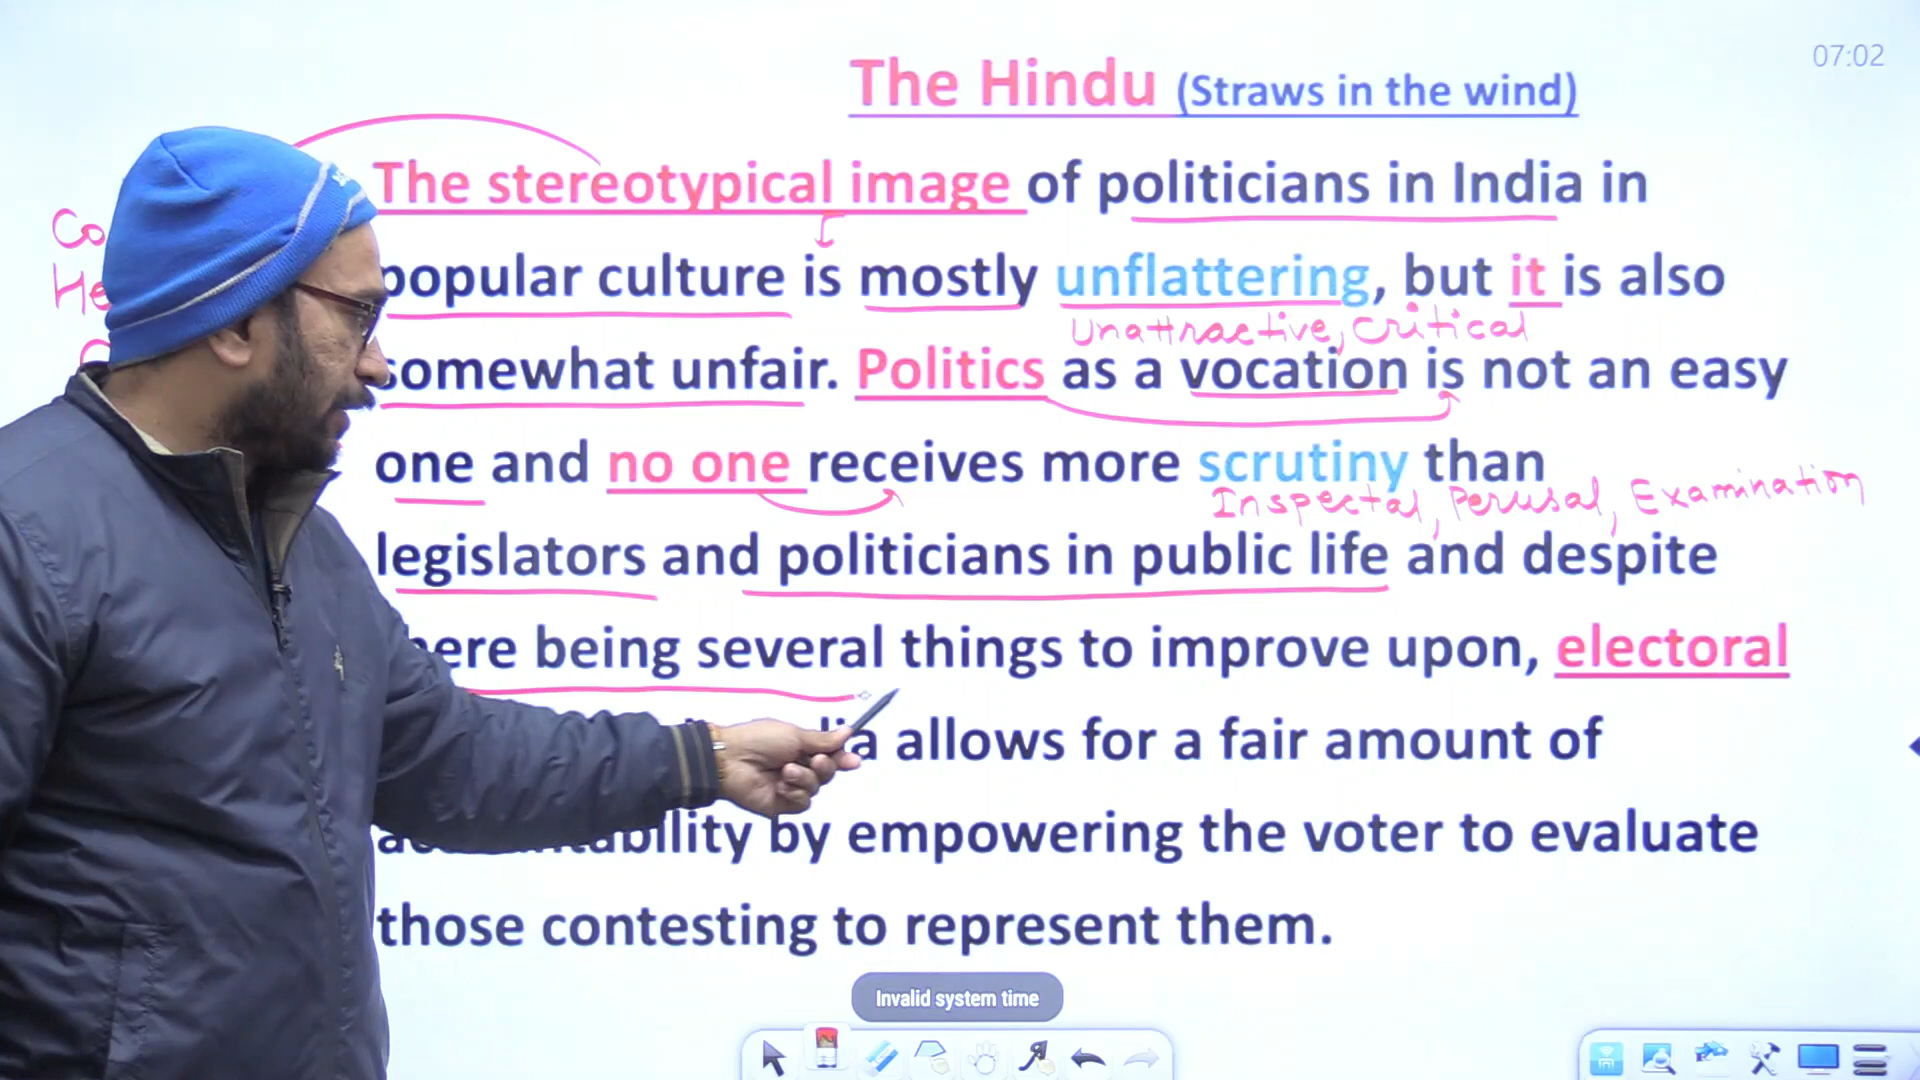 07:02
The Hindu (Straws in the wind)
The stereotypical image of politicians in India in
Co
popular culture is mostly unflattering, but it is also
He
Unattractive, Critical
somewhat unfair. Politics as a vocation is not an easy
one and no one receives more scrutiny than
Inspectal, Perusal, Examination
legislators and politicians in public life and despite
here being several things to improve upon, electoral
allows for a fair amount of
by empowering the voter to evaluate
those contesting to represent them.
Invalid system time